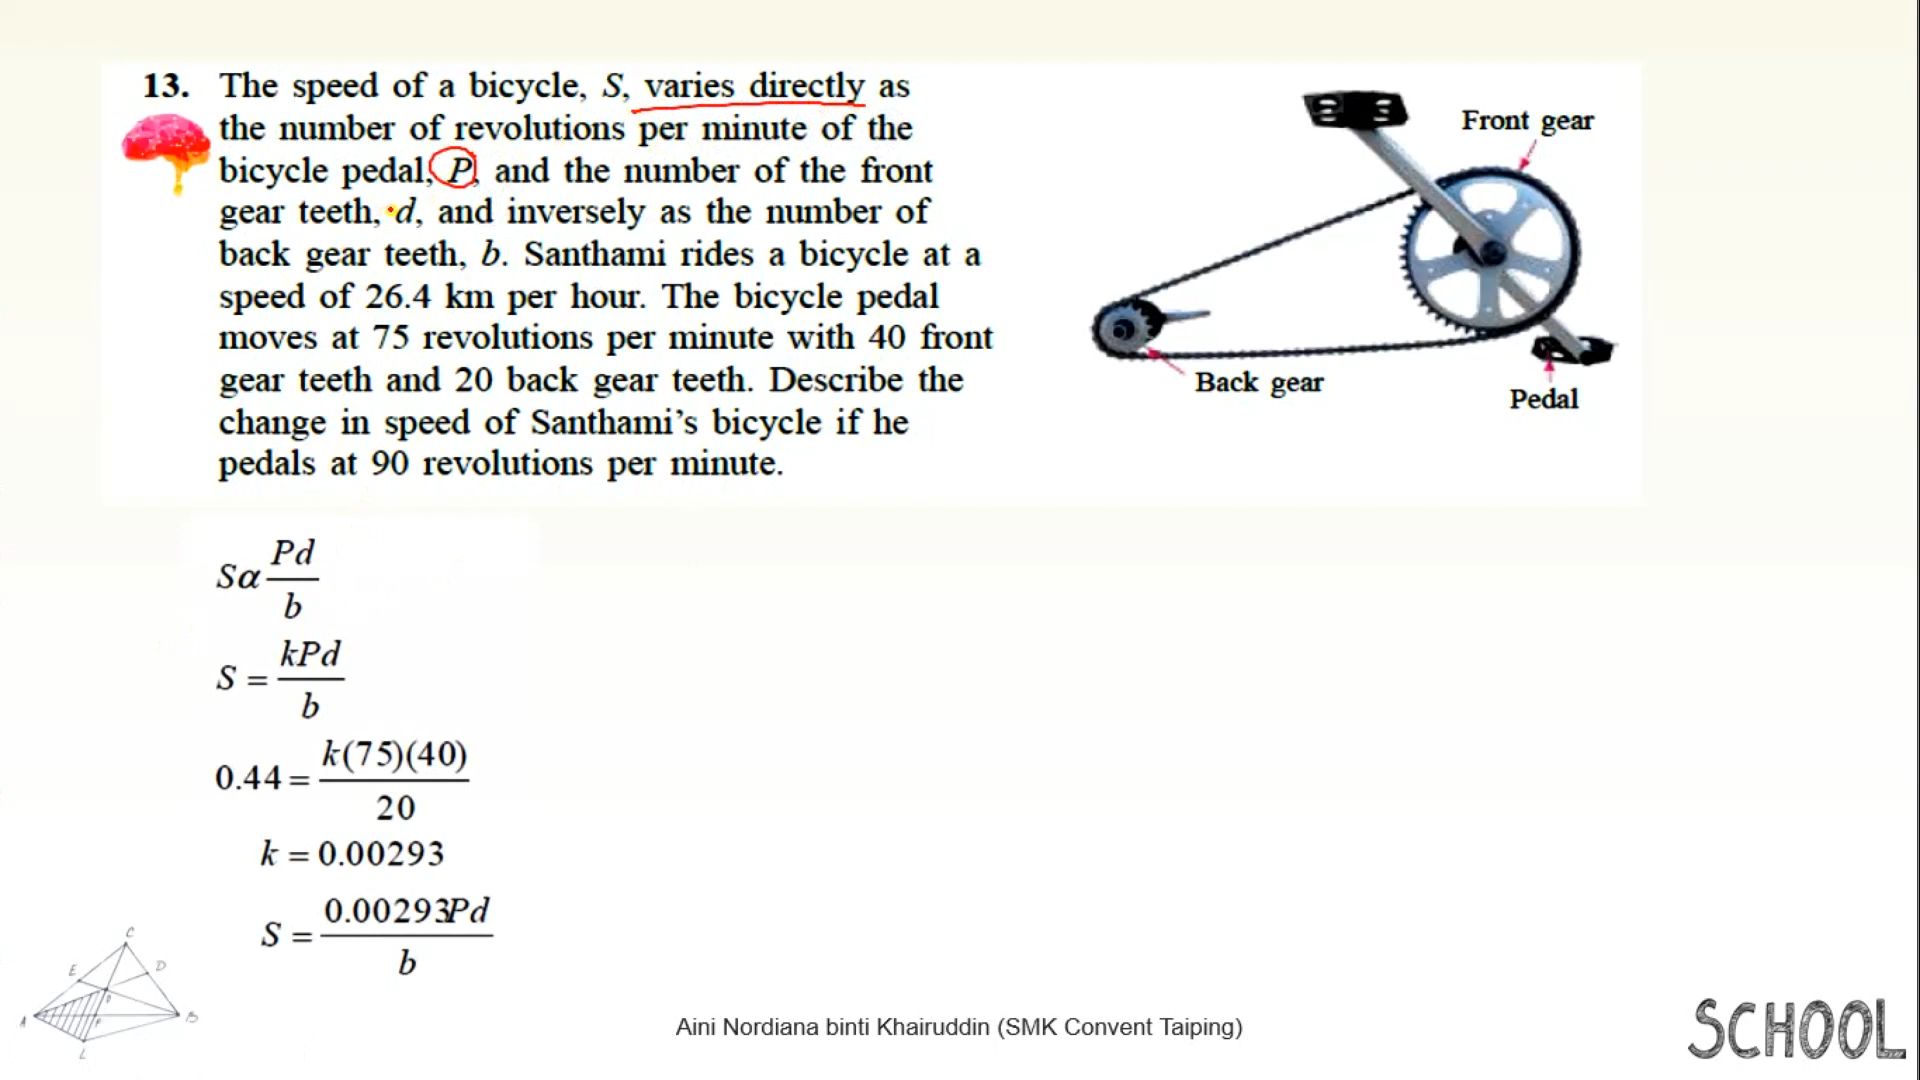 13. The speed of a bicycle, S, varies directly as
the number of revolutions per minute of the
bicycle pedal, P, and the number of the front
gear teeth, d, and inversely as the number of
back gear teeth, b. Santhami rides a bicycle at a
speed of 26.4 km per hour. The bicycle pedal
moves at 75 revolutions per minute with 40 front
gear teeth and 20 back gear teeth. Describe the
change in speed of Santhami’s bicycle if he
pedals at 90 revolutions per minute.
Front gear
Back gear
Pedal
Sα Pd/b
S = kPd/b
0.44 = k(75)(40)/20
k = 0.00293
S = 0.00293Pd/b
C
E
D
A
B
L
Aini Nordiana binti Khairuddin (SMK Convent Taiping)
SCHOOL